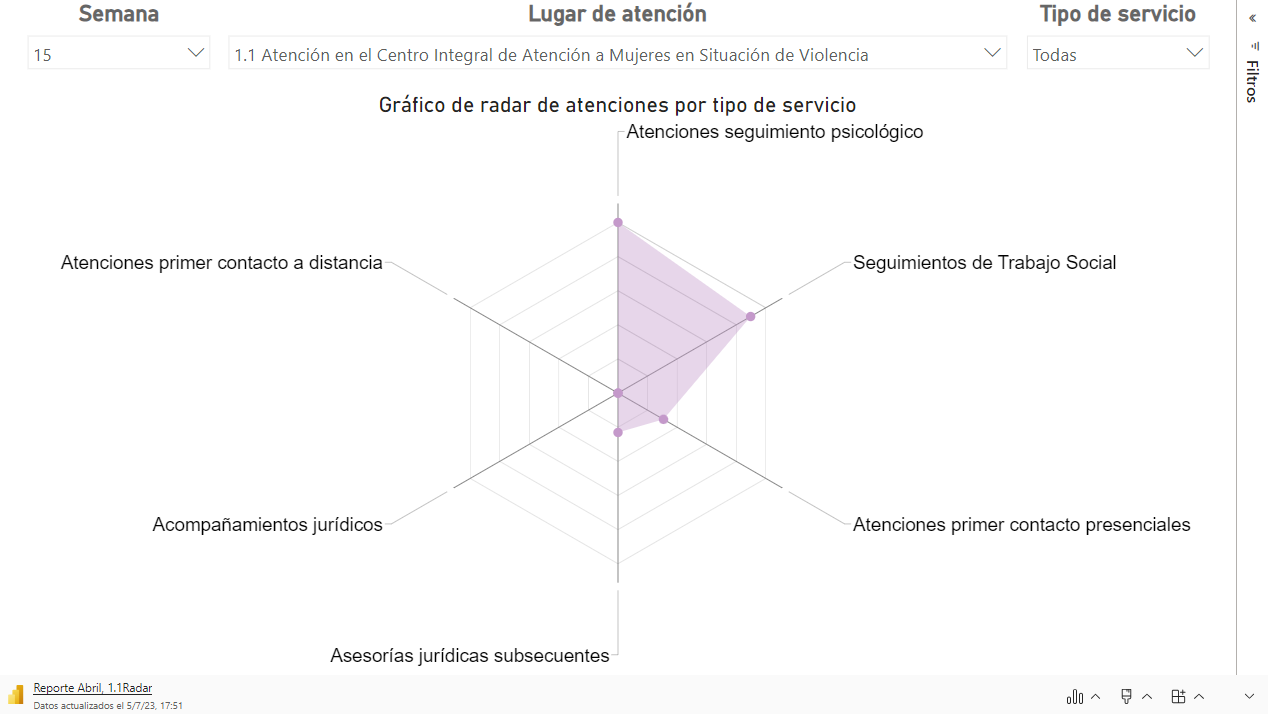 Semana
Lugar de atención
Tipo de servicio
15
1.1 Atención en el Centro Integral de Atención a Mujeres en Situación de Violencia
Todas
Filtros
Gráfico de radar de atenciones por tipo de servicio
Atenciones seguimiento psicológico
Atenciones primer contacto a distancia
Seguimientos de Trabajo Social
Acompañamientos jurídicos
Atenciones primer contacto presenciales
Asesorías jurídicas subsecuentes
Reporte Abril, 1.1Radar
Datos actualizados el 5/7/23, 17:51